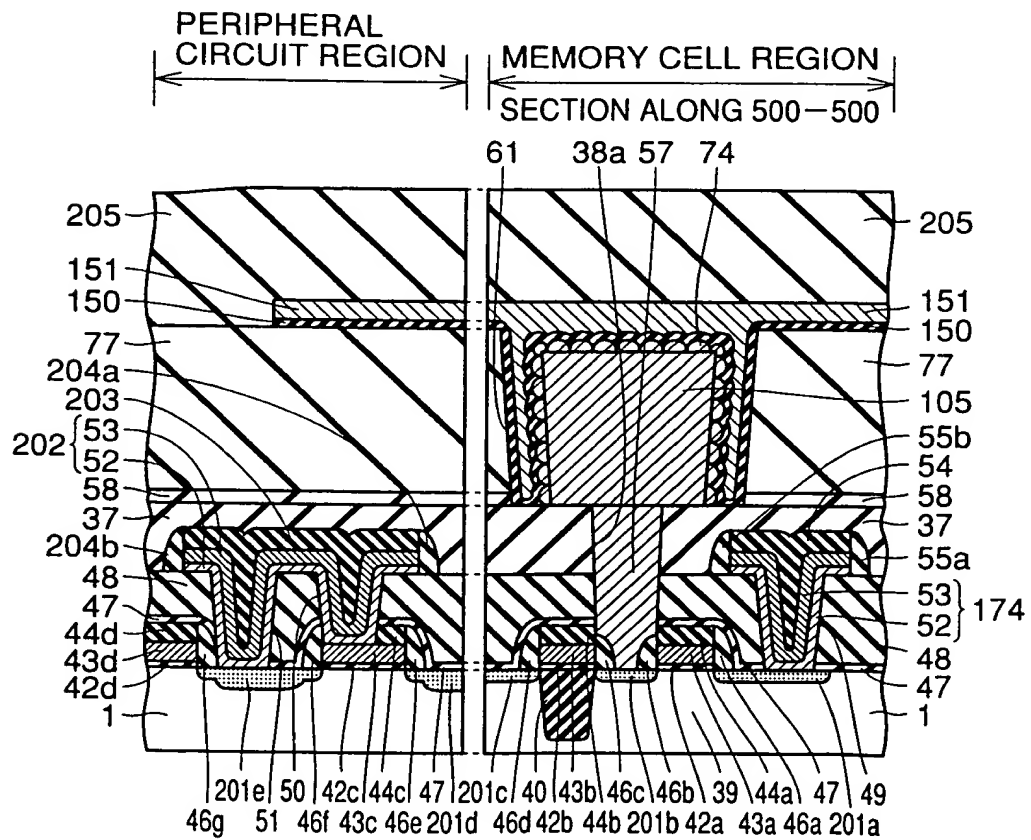 PERIPHERAL
CIRCUIT REGION
MEMORY CELL REGION
SECTION ALONG 500-500
61 38a 57 74
205
151
150
77
204a
203
202 { 53
52
58
37
204b
48
47
44d
43d
42d
1
205
151
150
77
105
55b
54
58
37
55a
53
52 } 174
48
47
1
201e 50 42c 44c 47 201c 40 43b 46c 46b 39 44a 47 49
46g 51 46f 43c 46e 201d 46d 42b 44b 201b 42a 43a 46a 201a